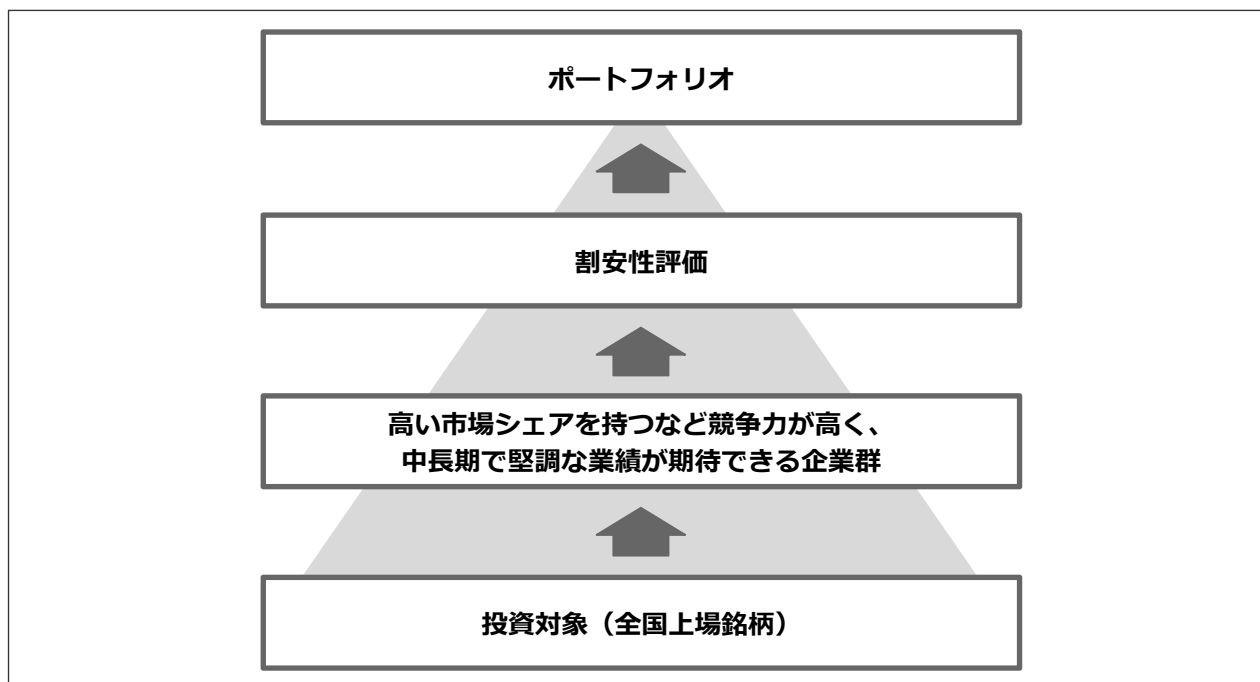 ポートフォリオ
割安性評価
高い市場シェアを持つなど競争力が高く、
中長期で堅調な業績が期待できる企業群
投資対象（全国上場銘柄）